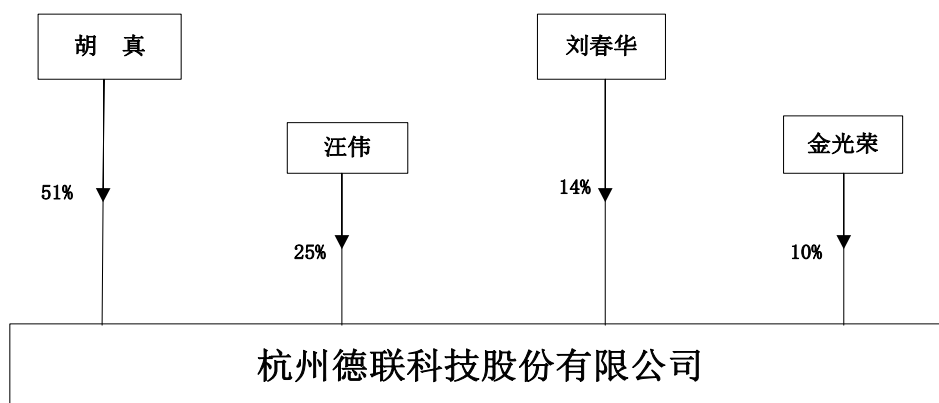 胡 真
刘春华
汪伟
金光荣
51%
14%
25%
10%
杭州德联科技股份有限公司